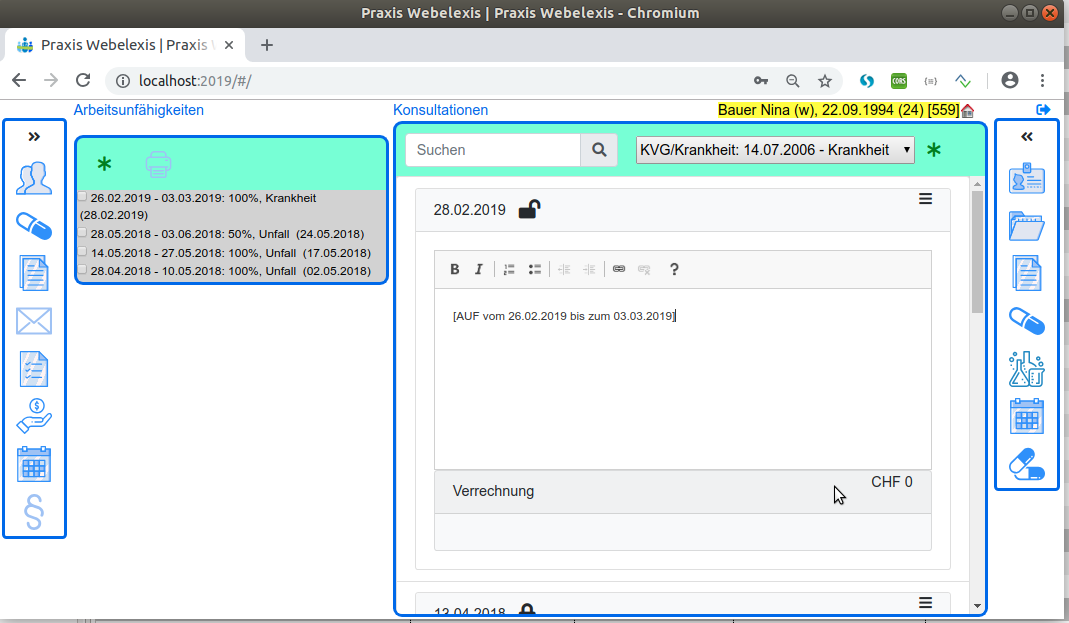 Praxis Webelexis | Praxis Webelexis - Chromium
Praxis Webelexis | Praxis
localhost:2019/#/
CORS
Arbeitsunfähigkeiten
Konsultationen
Bauer Nina (w), 22.09.1994 (24) [559]
Suchen
KVG/Krankheit: 14.07.2006 - Krankheit
26.02.2019 - 03.03.2019: 100%, Krankheit
(28.02.2019)
28.05.2018 - 03.06.2018: 50%, Unfall (24.05.2018)
14.05.2018 - 27.05.2018: 100%, Unfall (17.05.2018)
28.04.2018 - 10.05.2018: 100%, Unfall (02.05.2018)
28.02.2019
B I ?
[AUF vom 26.02.2019 bis zum 03.03.2019]
Verrechnung
CHF 0
13.04.2018
§